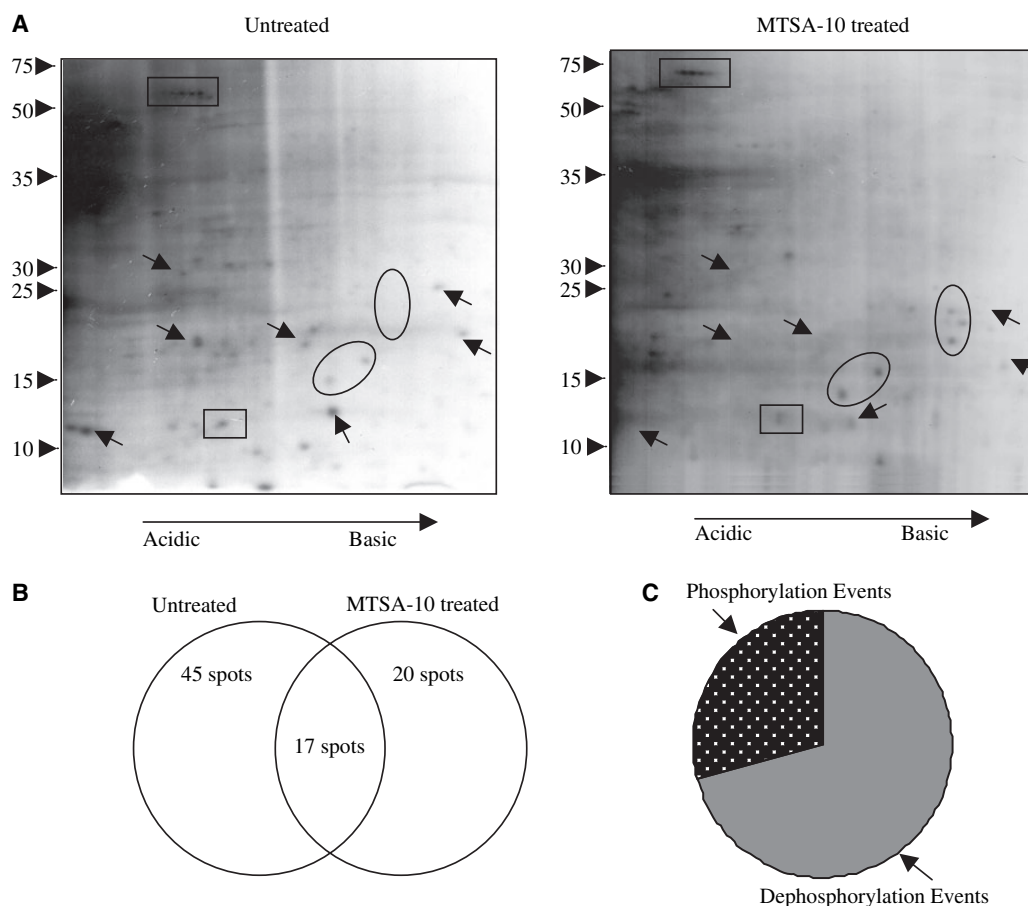 A
Untreated
MTSA-10 treated
75
50
35
30
25
15
10
75
50
35
30
25
15
10
Acidic Basic
Acidic Basic
B
Untreated
MTSA-10 treated
45 spots
20 spots
17 spots
C
Phosphorylation Events
Dephosphorylation Events